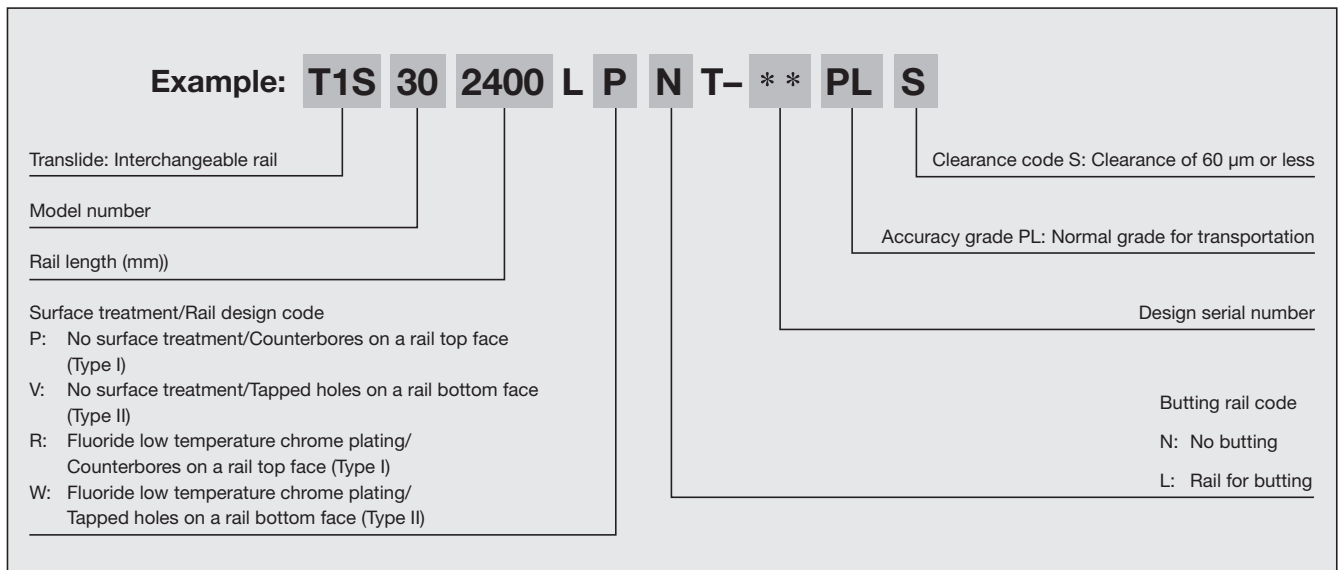 Example: T1S 30 2400 L P N T– ** PL S
Translide: Interchangeable rail
Model number
Rail length (mm))
Surface treatment/Rail design code
P: No surface treatment/Counterbores on a rail top face
(Type I)
V: No surface treatment/Tapped holes on a rail bottom face
(Type II)
R: Fluoride low temperature chrome plating/
Counterbores on a rail top face (Type I)
W: Fluoride low temperature chrome plating/
Tapped holes on a rail bottom face (Type II)
Clearance code S: Clearance of 60 µm or less
Accuracy grade PL: Normal grade for transportation
Design serial number
Butting rail code
N: No butting
L: Rail for butting